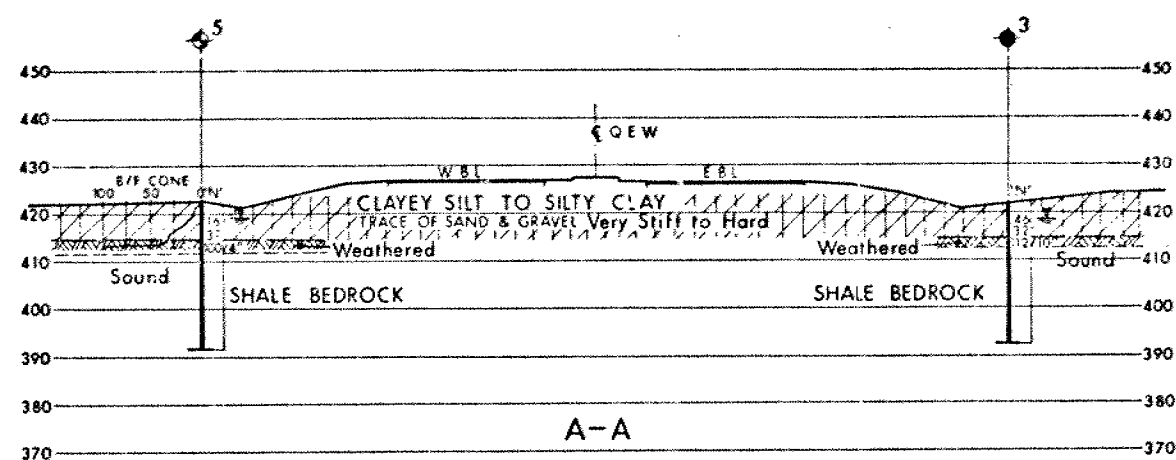 5 3
450 450
440 440
℄ QEW
430 430
W B L E B L
B/F CONE
100 50 0 'N' 'N'
CLAYEY SILT TO SILTY CLAY
420 420
TRACE OF SAND & GRAVEL Very Stiff to Hard
Weathered Weathered
410 410
Sound Sound
SHALE BEDROCK SHALE BEDROCK
400 400
390 390
380 380
A-A
370 370